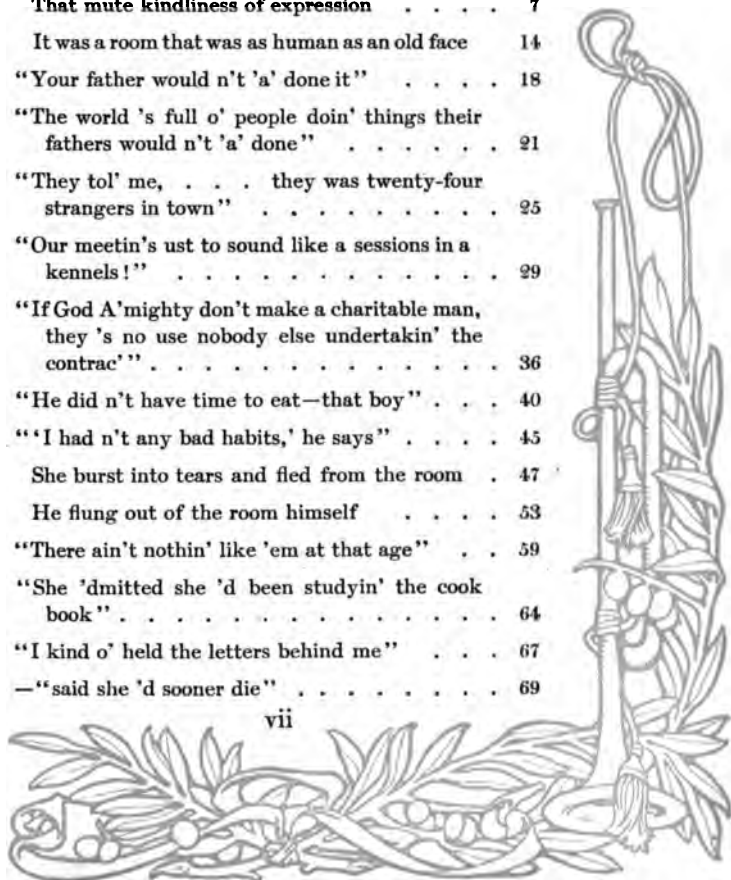 That mute kindliness of expression . . . . 7
It was a room that was as human as an old face 14
"Your father would n't 'a' done it" . . . . 18
"The world 's full o' people doin' things their
fathers would n't 'a' done" . . . . . . 21
"They tol' me, . . . they was twenty-four
strangers in town" . . . . . . . . . 25
"Our meetin's ust to sound like a sessions in a
kennels!" . . . . . . . . . . . . 29
"If God A'mighty don't make a charitable man,
they 's no use nobody else undertakin' the
contrac'" . . . . . . . . . . . . . 36
"He did n't have time to eat—that boy" . . . 40
"'I had n't any bad habits,' he says" . . . . 45
She burst into tears and fled from the room . 47
He flung out of the room himself . . . . 53
"There ain't nothin' like 'em at that age" . . 59
"She 'dmitted she 'd been studyin' the cook
book" . . . . . . . . . . . . . . 64
"I kind o' held the letters behind me" . . . 67
—"said she 'd sooner die" . . . . . . . . 69
vii